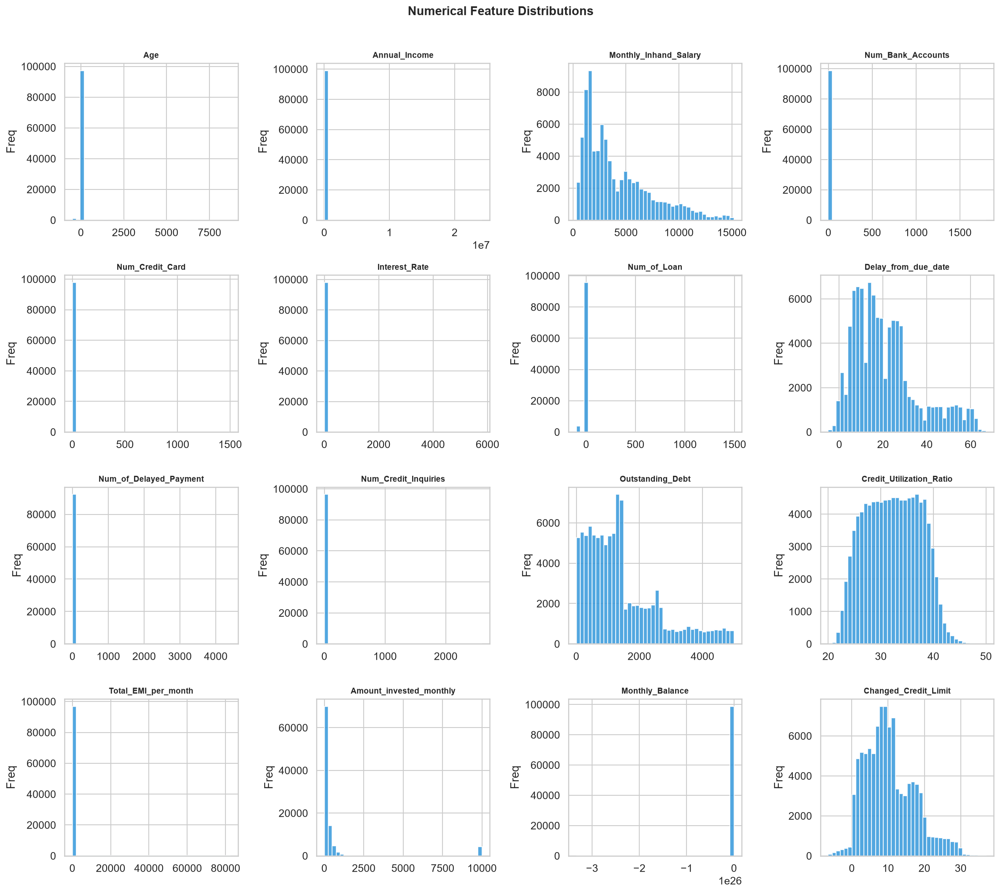 Numerical Feature Distributions
Age
Annual_Income
Monthly_Inhand_Salary
Num_Bank_Accounts
100000
80000
60000
40000
20000
0
Freq
0 2500 5000 7500
100000
80000
60000
40000
20000
0
Freq
0 1 2
1e7
8000
6000
4000
2000
0
Freq
0 5000 10000 15000
100000
80000
60000
40000
20000
0
Freq
0 500 1000 1500
Num_Credit_Card
Interest_Rate
Num_of_Loan
Delay_from_due_date
100000
80000
60000
40000
20000
0
Freq
0 500 1000 1500
100000
80000
60000
40000
20000
0
Freq
0 2000 4000 6000
100000
80000
60000
40000
20000
0
Freq
0 500 1000 1500
6000
4000
2000
0
Freq
0 20 40 60
Num_of_Delayed_Payment
Num_Credit_Inquiries
Outstanding_Debt
Credit_Utilization_Ratio
80000
60000
40000
20000
0
Freq
0 1000 2000 3000 4000
100000
80000
60000
40000
20000
0
Freq
0 1000 2000
6000
4000
2000
0
Freq
0 2000 4000
4000
3000
2000
1000
0
Freq
20 30 40 50
Total_EMI_per_month
Amount_invested_monthly
Monthly_Balance
Changed_Credit_Limit
100000
80000
60000
40000
20000
0
Freq
0 20000 40000 60000 80000
60000
40000
20000
0
Freq
0 2500 5000 7500 10000
100000
80000
60000
40000
20000
0
Freq
−3 −2 −1 0
1e26
6000
4000
2000
0
Freq
0 10 20 30